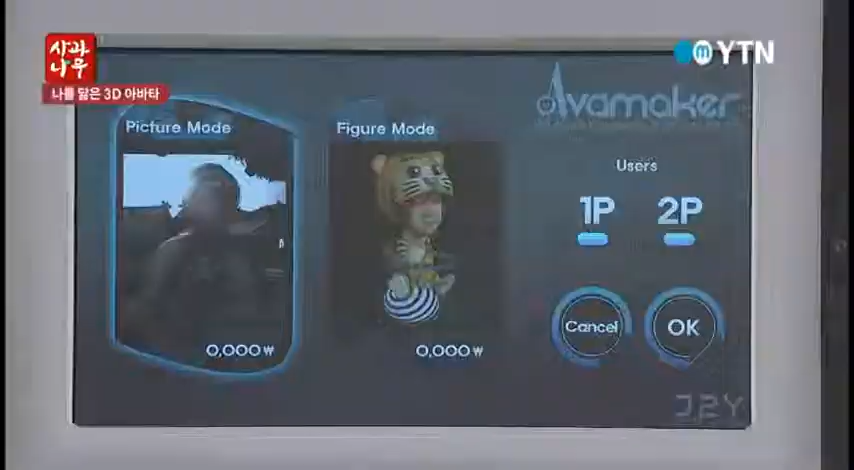 사과
나무
나를 닮은 3D 아바타
m YTN
Avamaker
Picture Mode
Figure Mode
Users
1P 2P
Cancel OK
0,000₩
0,000₩
J2Y